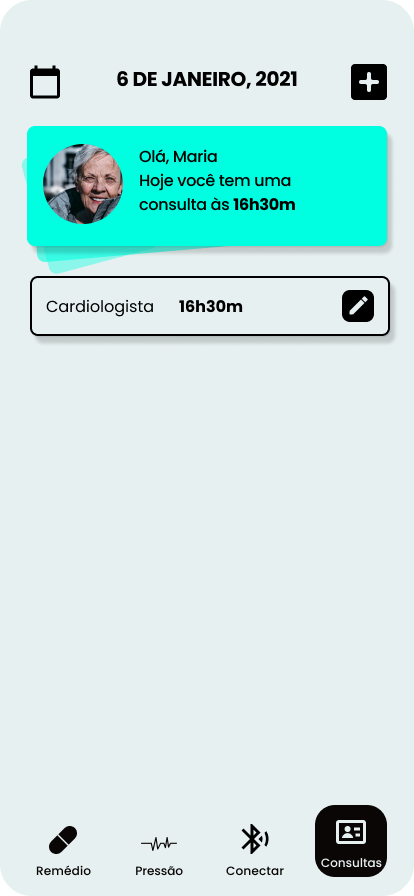 6 DE JANEIRO, 2021
Olá, Maria
Hoje você tem uma
consulta às 16h30m
Cardiologista 16h30m
Remédio Pressão Conectar Consultas